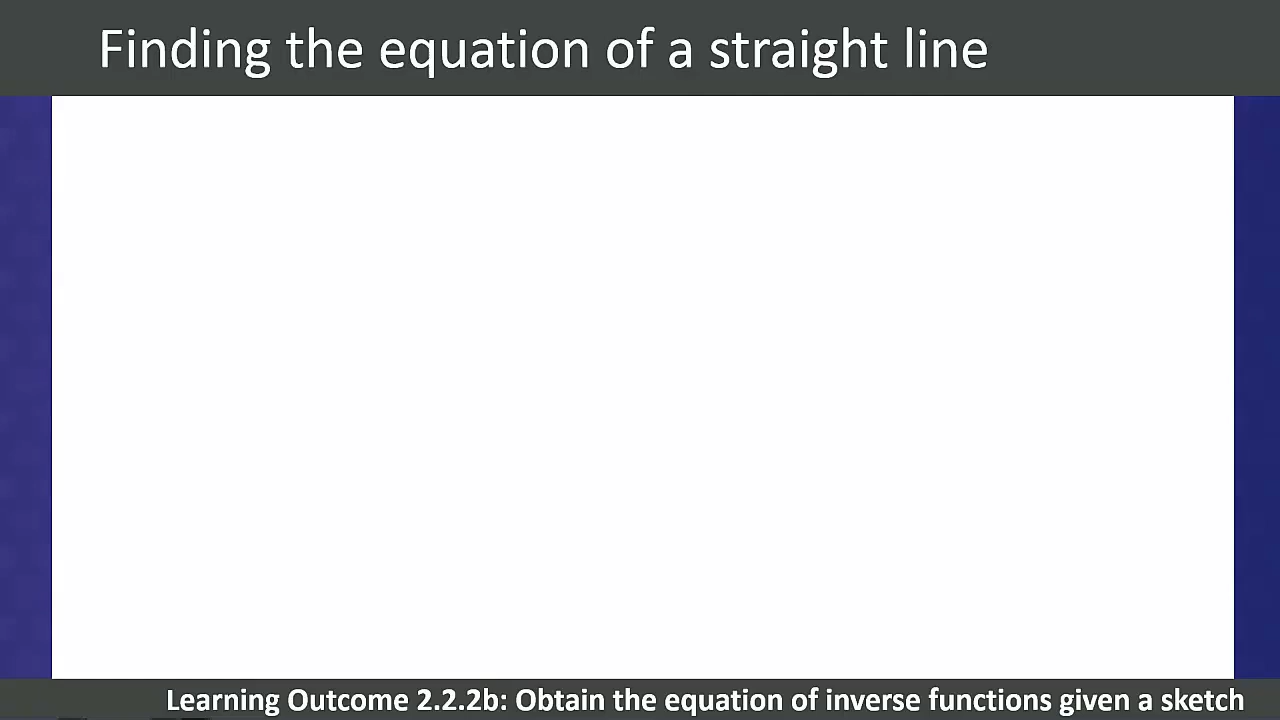 Finding the equation of a straight line
Learning Outcome 2.2.2b: Obtain the equation of inverse functions given a sketch